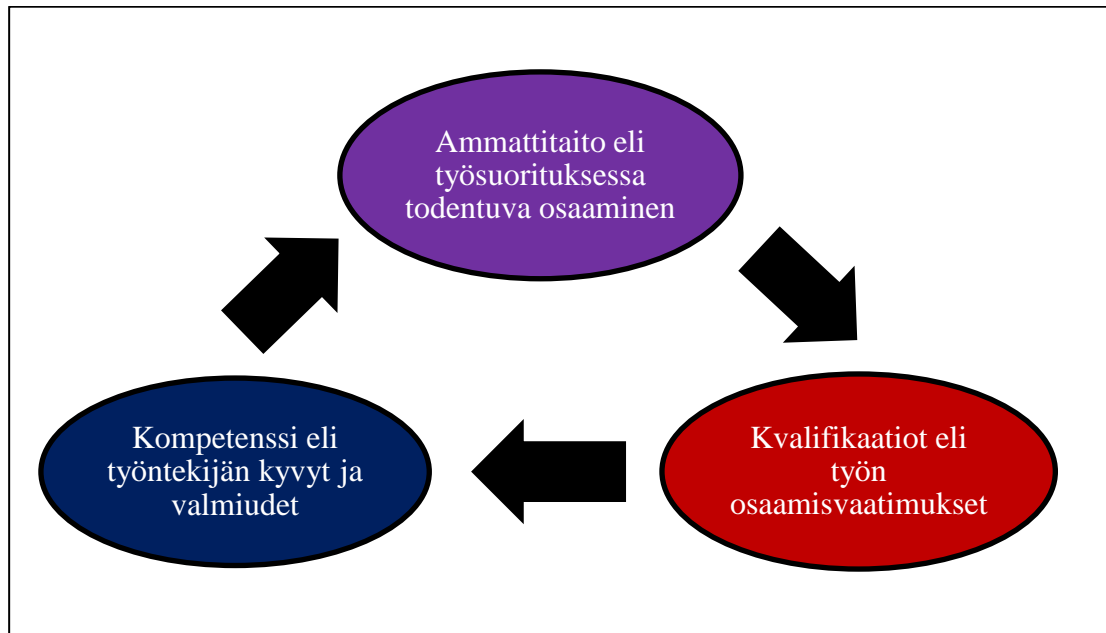 Ammattitaito eli
työsuorituksessa
todentuva osaaminen
Kompetenssi eli
työntekijän kyvyt ja
valmiudet
Kvalifikaatiot eli
työn
osaamisvaatimukset